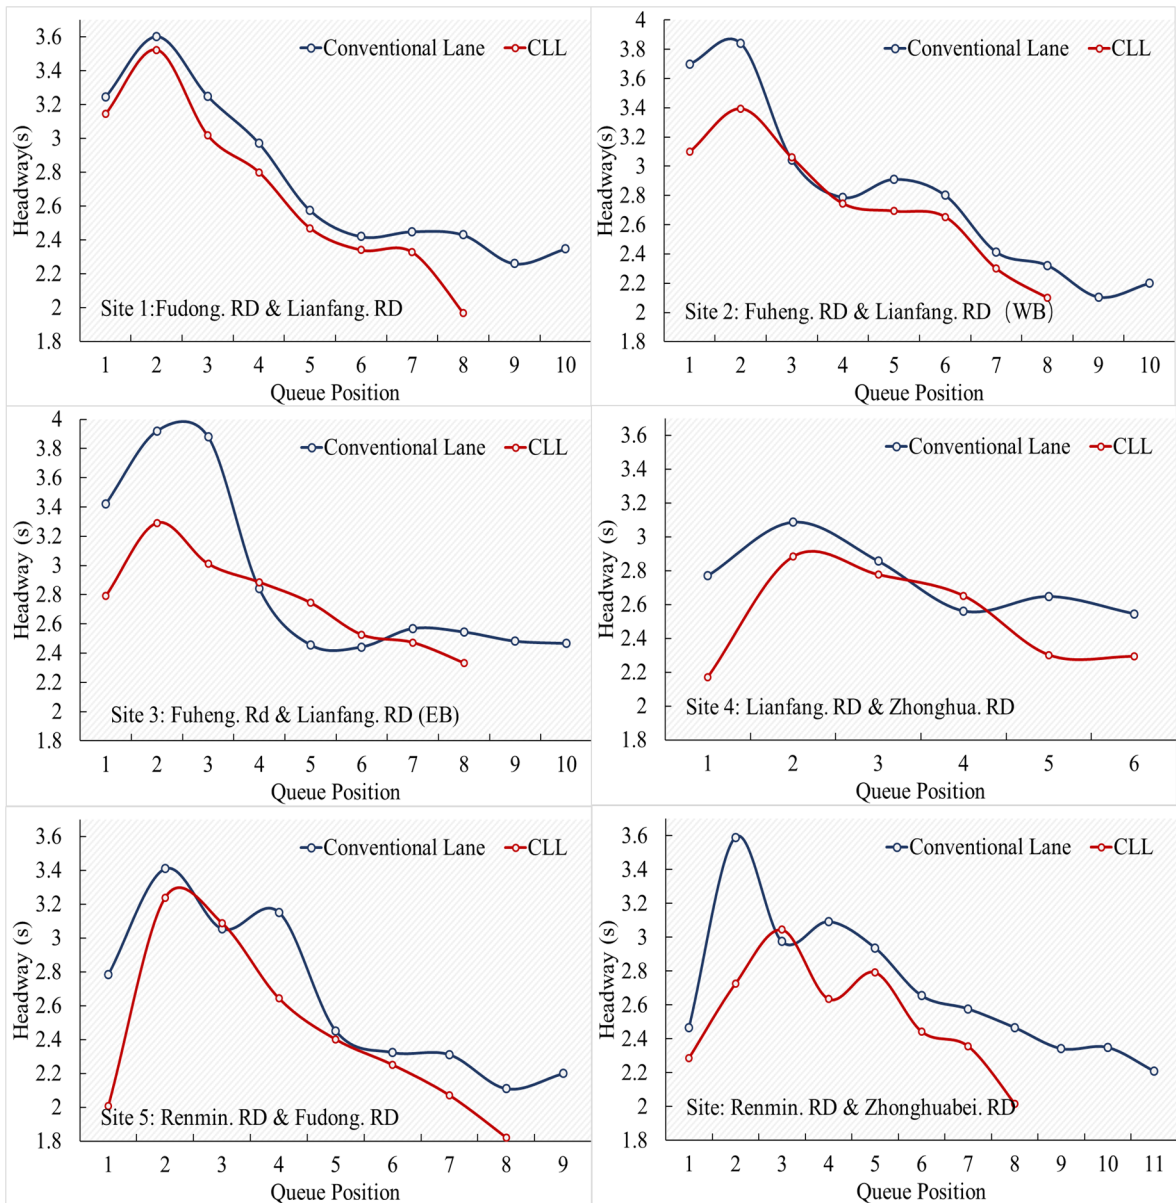 Conventional Lane CLL
Headway(s)
3.6
3.4
3.2
3
2.8
2.6
2.4
2.2
2
1.8
Site 1:Fudong. RD & Lianfang. RD
1 2 3 4 5 6 7 8 9 10
Queue Position
Conventional Lane CLL
Headway(s)
4
3.8
3.6
3.4
3.2
3
2.8
2.6
2.4
2.2
2
1.8
Site 2: Fuheng. RD & Lianfang. RD （WB）
1 2 3 4 5 6 7 8 9 10
Queue Position
Conventional Lane CLL
Headway (s)
4
3.8
3.6
3.4
3.2
3
2.8
2.6
2.4
2.2
2
1.8
Site 3: Fuheng. Rd & Lianfang. RD (EB)
1 2 3 4 5 6 7 8 9 10
Queue Position
Conventional Lane CLL
Headway (s)
3.6
3.4
3.2
3
2.8
2.6
2.4
2.2
2
1.8
Site 4: Lianfang. RD & Zhonghua. RD
1 2 3 4 5 6
Queue Position
Conventional Lane CLL
Headway (s)
3.6
3.4
3.2
3
2.8
2.6
2.4
2.2
2
1.8
Site 5: Renmin. RD & Fudong. RD
1 2 3 4 5 6 7 8 9
Queue Position
Conventional Lane CLL
Headway (s)
3.6
3.4
3.2
3
2.8
2.6
2.4
2.2
2
1.8
Site: Renmin. RD & Zhonghuabei. RD
1 2 3 4 5 6 7 8 9 10 11
Queue Position